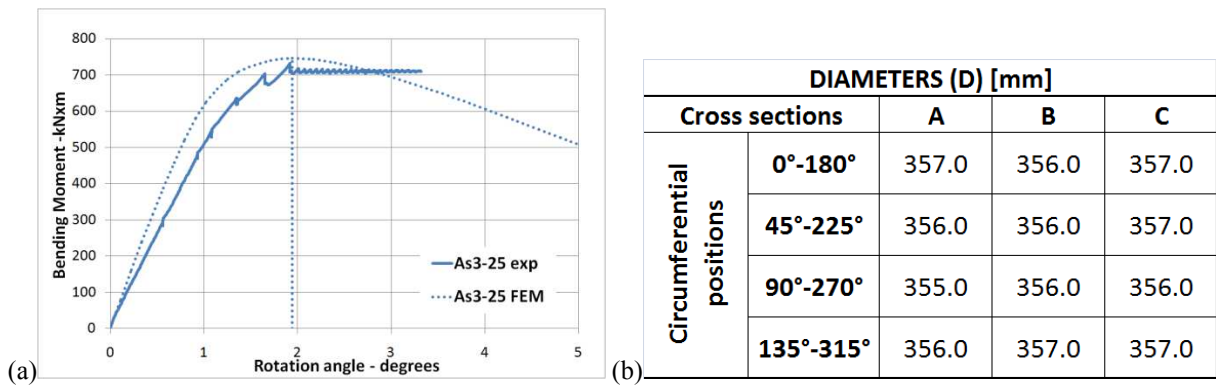 800
700
600
500
400
300
200
100
0
Bending Moment -kNxm
0 1 2 3 4 5
Rotation angle - degrees
As3-25 exp
As3-25 FEM
(a)
DIAMETERS (D) [mm]
Cross sections A B C
Circumferential positions
0°-180° 357.0 356.0 357.0
45°-225° 356.0 356.0 357.0
90°-270° 355.0 356.0 356.0
135°-315° 356.0 357.0 357.0
(b)